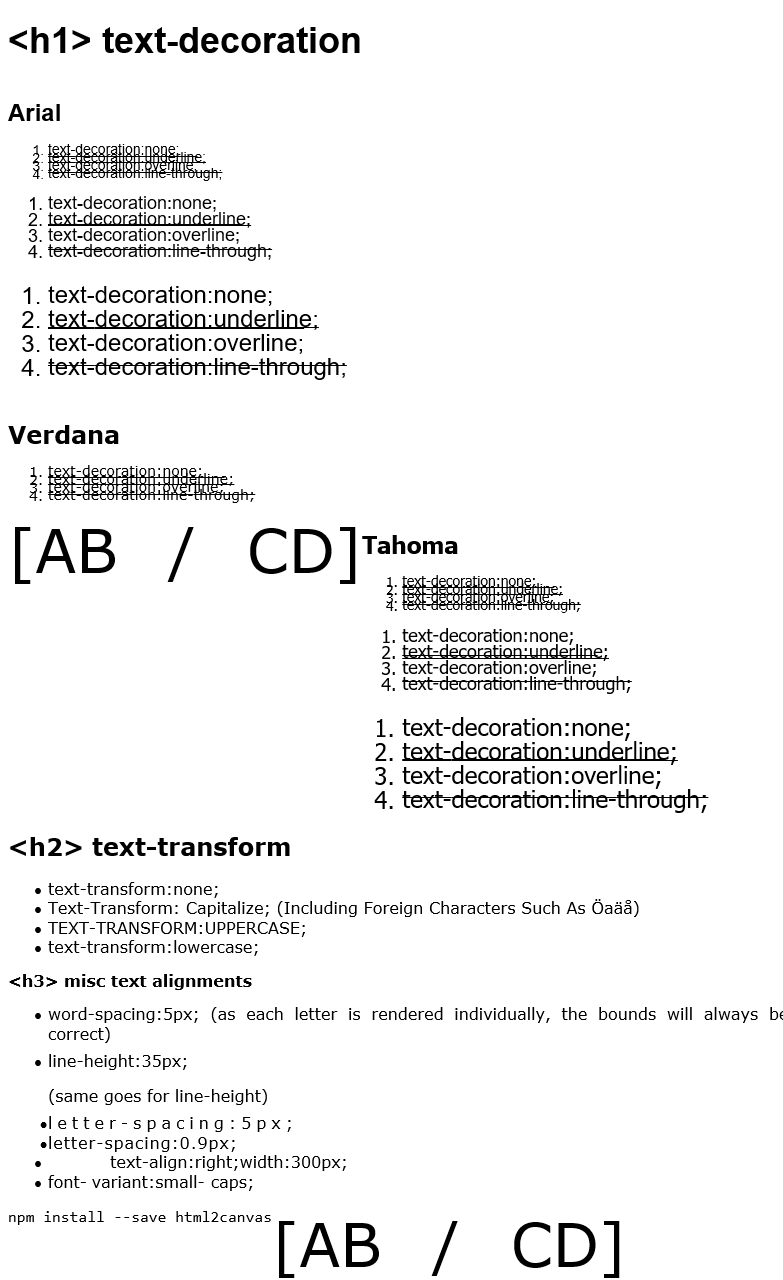 <h1> text-decoration
Arial
1. text-decoration:none;
2. text-decoration:underline;
3. text-decoration:overline;
4. text-decoration:line-through;
1. text-decoration:none;
2. text-decoration:underline;
3. text-decoration:overline;
4. text-decoration:line-through;
1. text-decoration:none;
2. text-decoration:underline;
3. text-decoration:overline;
4. text-decoration:line-through;
Verdana
1. text-decoration:none;
2. text-decoration:underline;
3. text-decoration:overline;
4. text-decoration:line-through;
[AB / CD]
Tahoma
1. text-decoration:none;
2. text-decoration:underline;
3. text-decoration:overline;
4. text-decoration:line-through;
1. text-decoration:none;
2. text-decoration:underline;
3. text-decoration:overline;
4. text-decoration:line-through;
1. text-decoration:none;
2. text-decoration:underline;
3. text-decoration:overline;
4. text-decoration:line-through;
<h2> text-transform
• text-transform:none;
• Text-Transform: Capitalize; (Including Foreign Characters Such As Öaäå)
• TEXT-TRANSFORM:UPPERCASE;
• text-transform:lowercase;
<h3> misc text alignments
• word-spacing:5px; (as each letter is rendered individually, the bounds will always be
correct)
• line-height:35px;
(same goes for line-height)
•letter-spacing:5px;
•letter-spacing:0.9px;
• text-align:right;width:300px;
• font- variant:small- caps;
npm install --save html2canvas
[AB / CD]